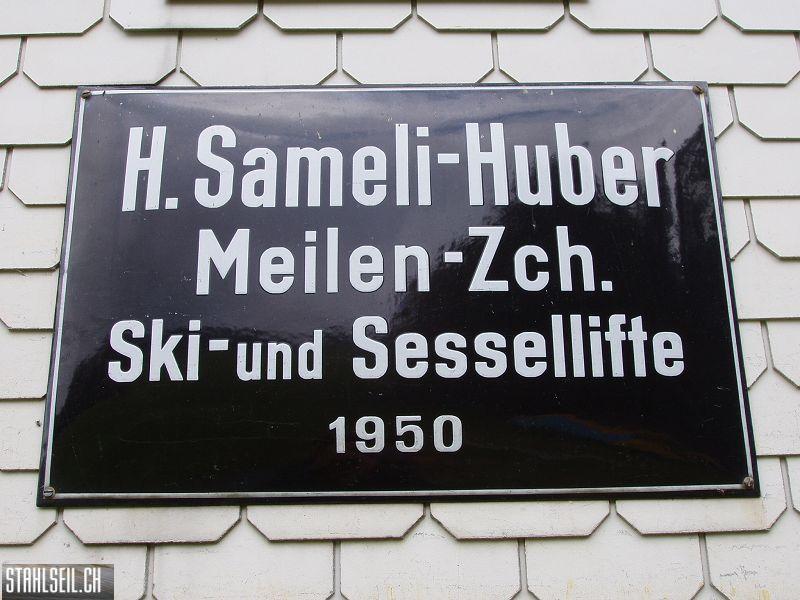 H. Sameli-Huber
Meilen-Zch.
Ski- und Sessellifte
1950
STAHLSEIL.CH